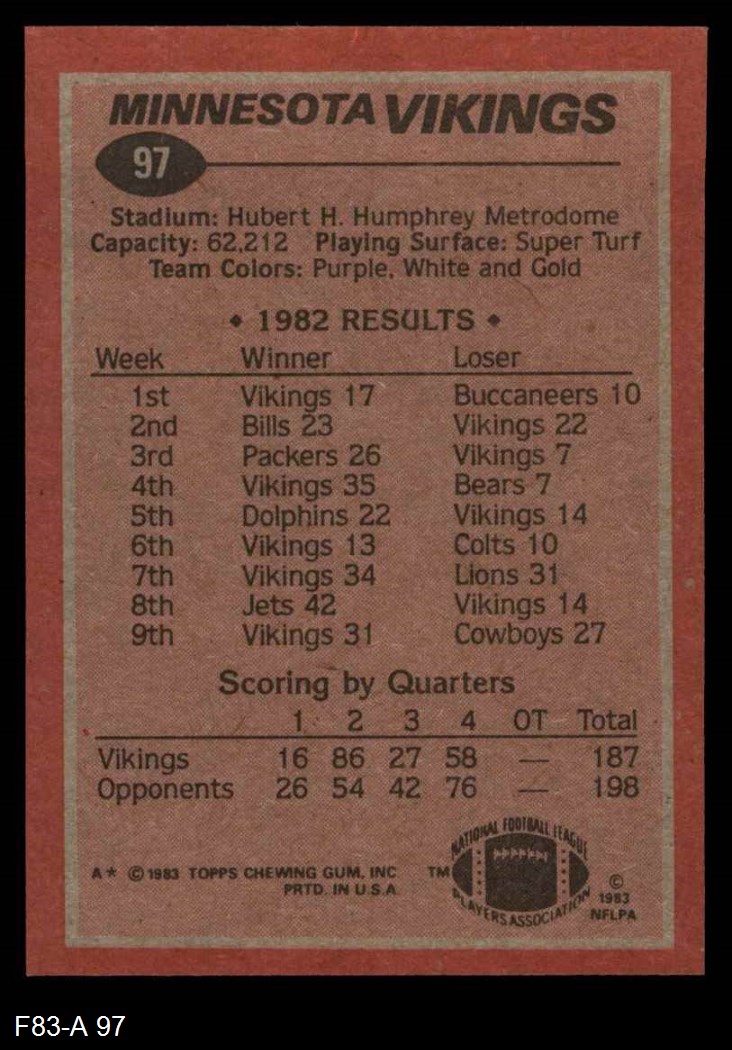 MINNESOTA VIKINGS
97
Stadium: Hubert H. Humphrey Metrodome
Capacity: 62,212 Playing Surface: Super Turf
Team Colors: Purple, White and Gold
◆ 1982 RESULTS ◆
Week Winner Loser
1st Vikings 17 Buccaneers 10
2nd Bills 23 Vikings 22
3rd Packers 26 Vikings 7
4th Vikings 35 Bears 7
5th Dolphins 22 Vikings 14
6th Vikings 13 Colts 10
7th Vikings 34 Lions 31
8th Jets 42 Vikings 14
9th Vikings 31 Cowboys 27
Scoring by Quarters
1 2 3 4 OT Total
Vikings 16 86 27 58 — 187
Opponents 26 54 42 76 — 198
A* © 1983 TOPPS CHEWING GUM, INC
PRTD. IN U.S.A.
TM
NATIONAL FOOTBALL LEAGUE
PLAYERS ASSOCIATION
©
1983
NFLPA
F83-A 97